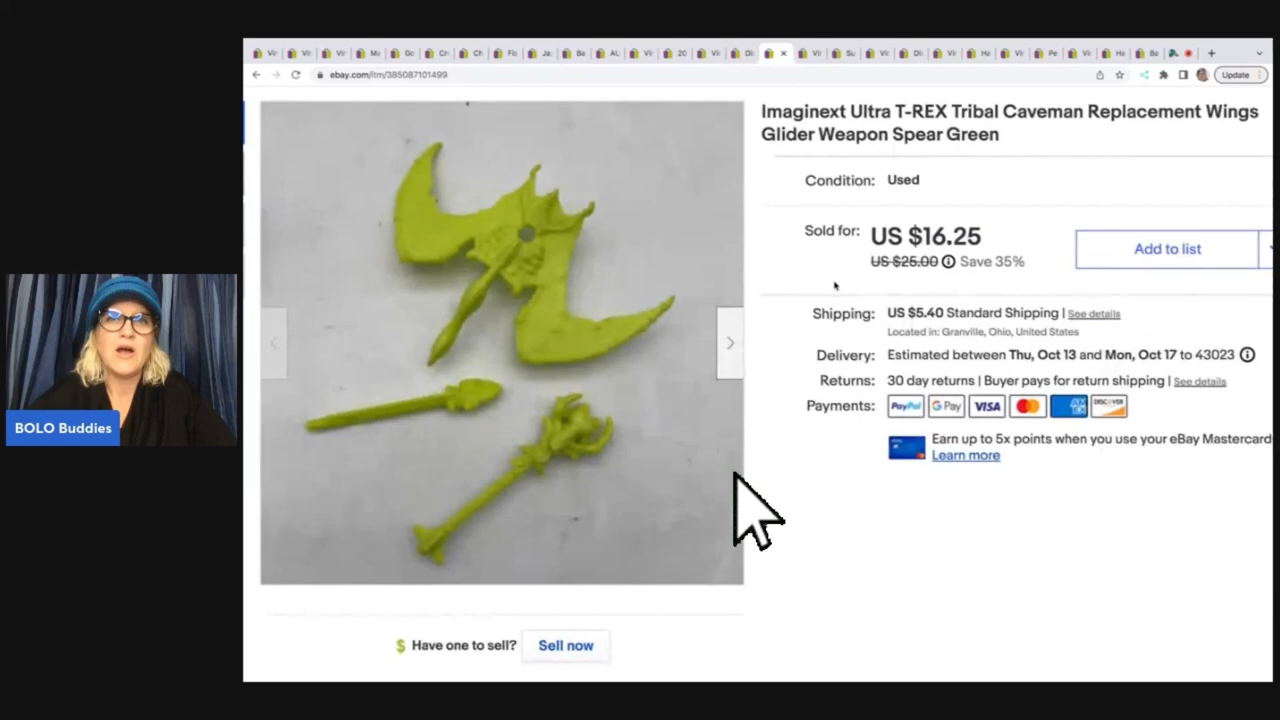 ebay.com/itm/385087101499
Update
Imaginext Ultra T-REX Tribal Caveman Replacement Wings
Glider Weapon Spear Green
Condition: Used
Sold for: US $16.25
Add to list
US $25.00 Save 35%
Shipping: US $5.40 Standard Shipping | See details
Located in: Granville, Ohio, United States
Delivery: Estimated between Thu, Oct 13 and Mon, Oct 17 to 43023
Returns: 30 day returns | Buyer pays for return shipping | See details
Payments: PayPal G Pay VISA DISCOVER
Earn up to 5x points when you use your eBay Mastercard
Learn more
BOLO Buddies
$ Have one to sell? Sell now